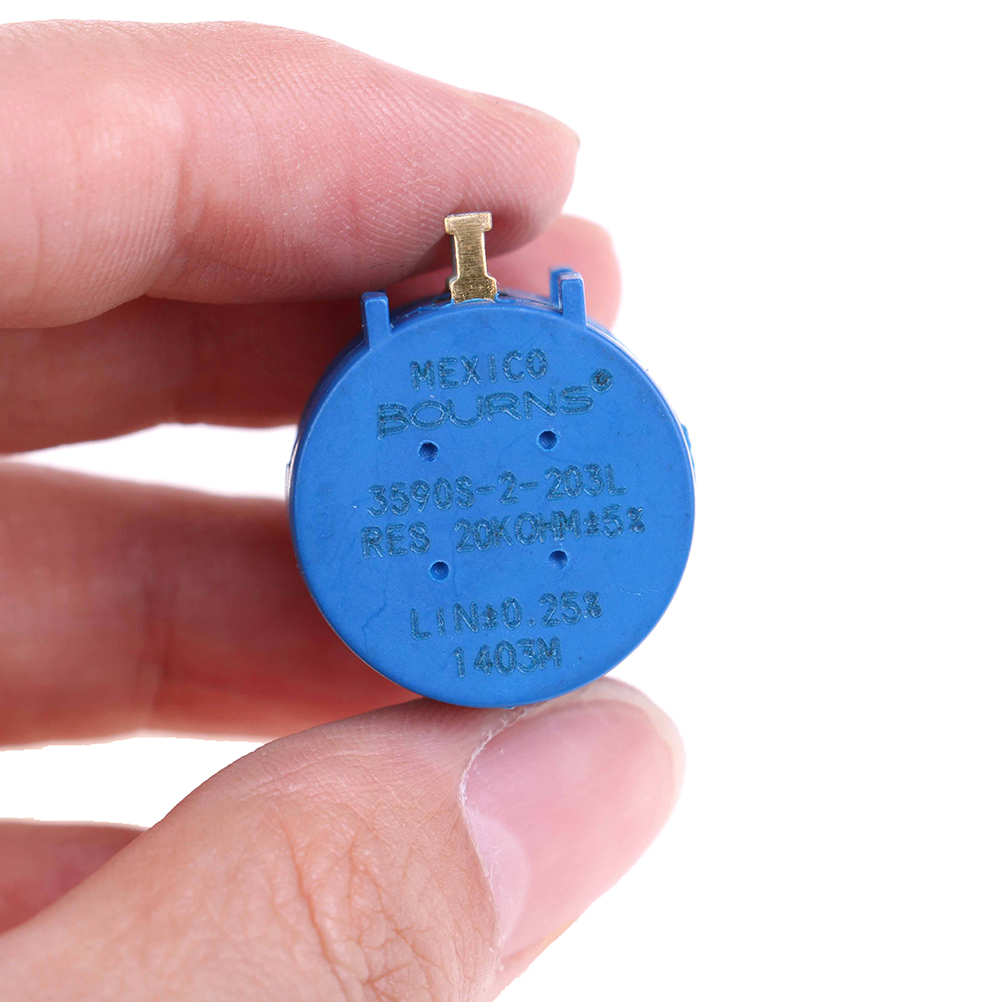 MEXICO
BOURNS®
3590S-2-203L
RES 20KOHM±5%
LIN±0.25%
1403M